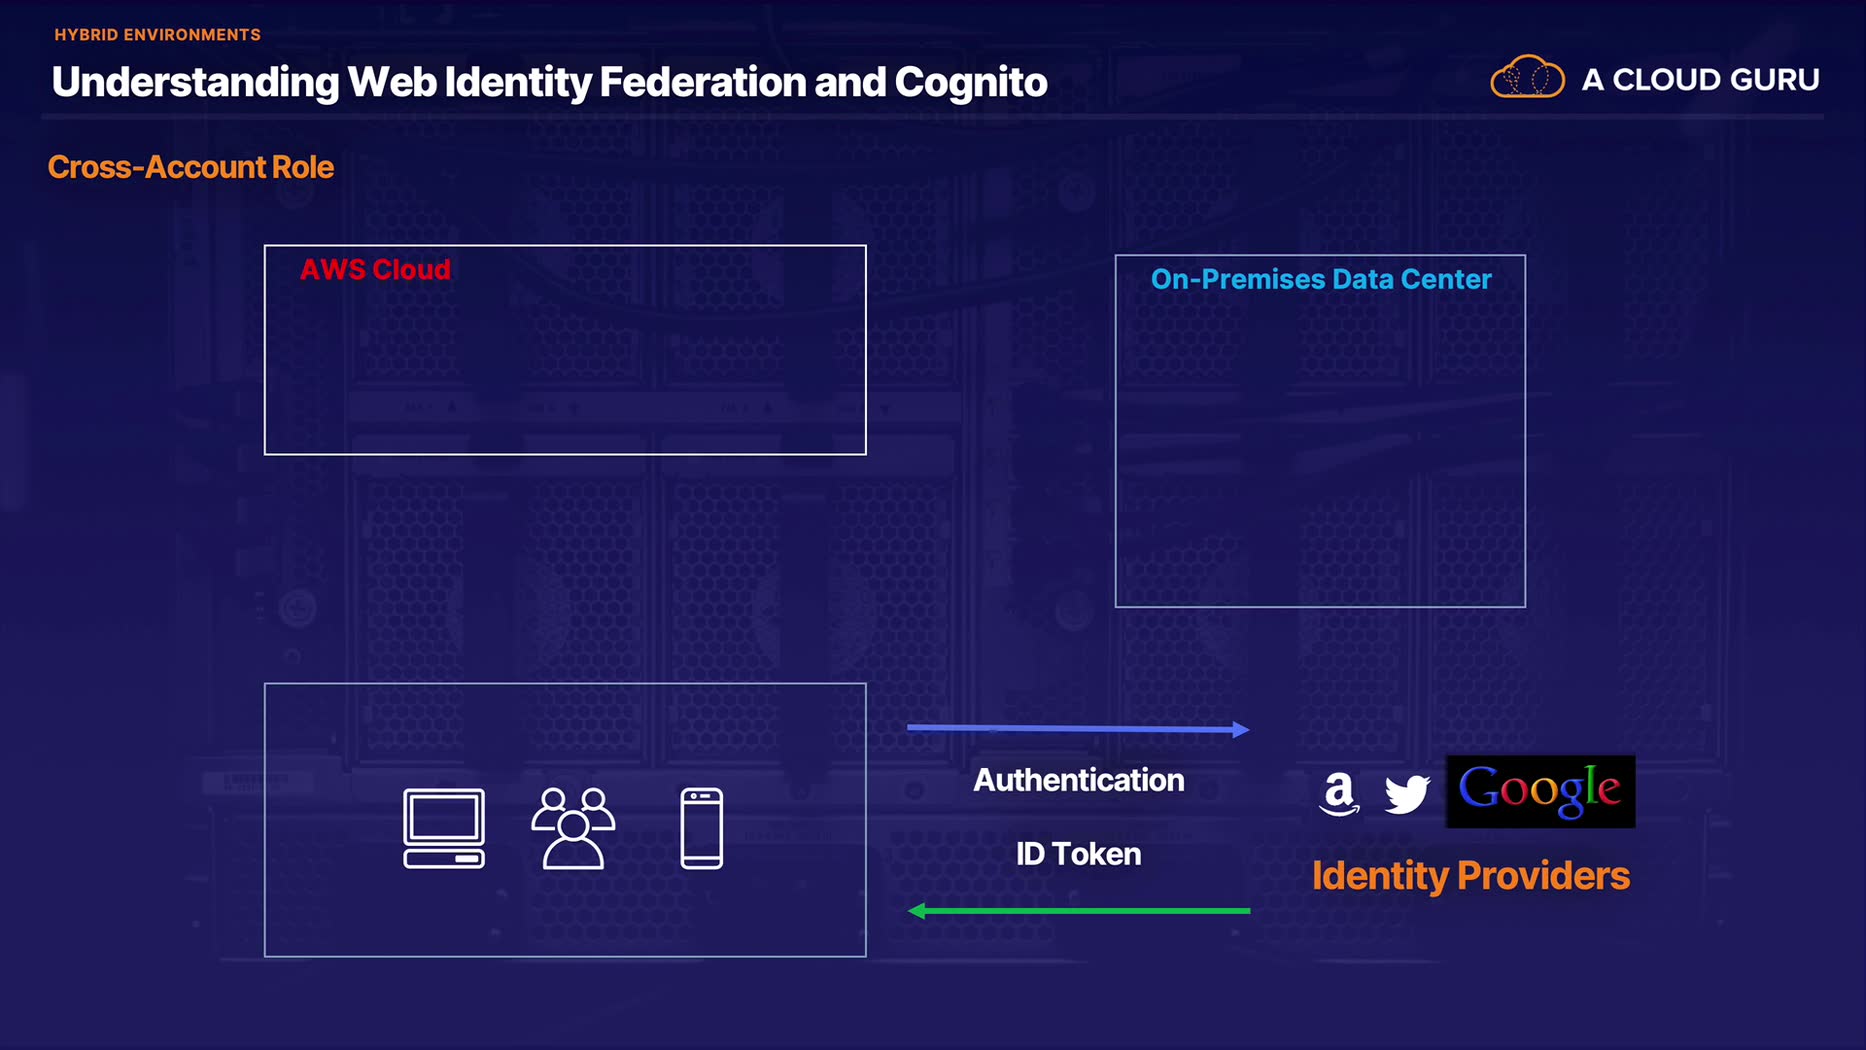 HYBRID ENVIRONMENTS
Understanding Web Identity Federation and Cognito
A CLOUD GURU
Cross-Account Role
AWS Cloud
On-Premises Data Center
Authentication
ID Token
a
Google
Identity Providers